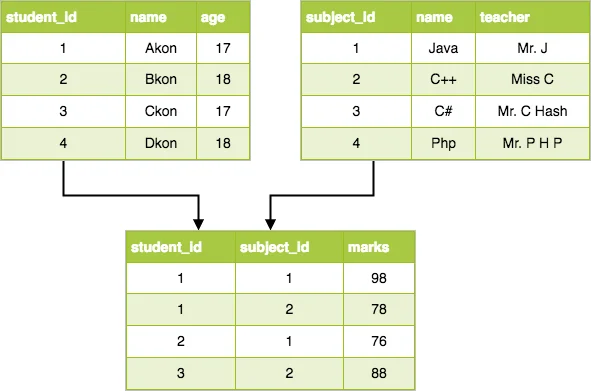 student_id name age
1 Akon 17
2 Bkon 18
3 Ckon 17
4 Dkon 18
subject_id name teacher
1 Java Mr. J
2 C++ Miss C
3 C# Mr. C Hash
4 Php Mr. P H P
student_id subject_id marks
1 1 98
1 2 78
2 1 76
3 2 88